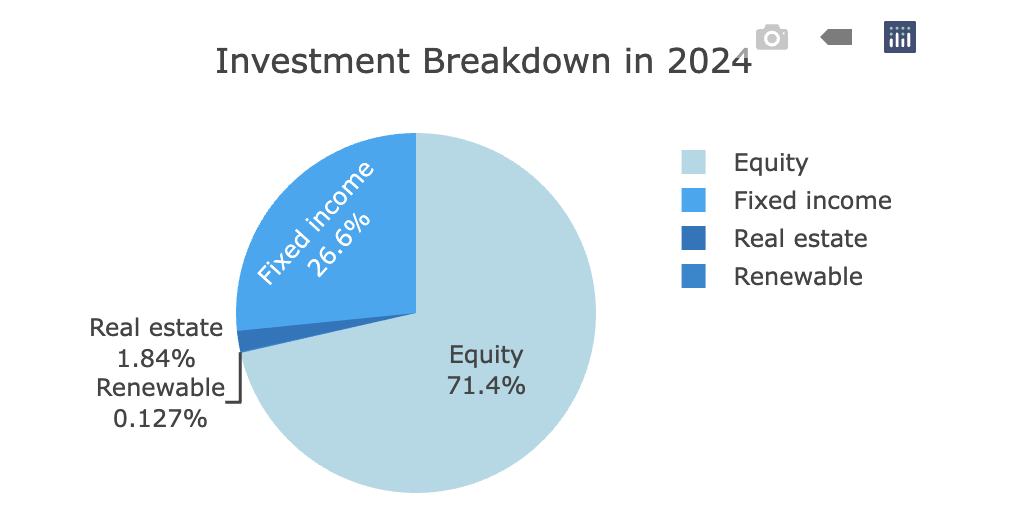 Investment Breakdown in 2024
Equity
Fixed income
Real estate
Renewable
Fixed income
26.6%
Real estate
1.84%
Renewable
0.127%
Equity
71.4%